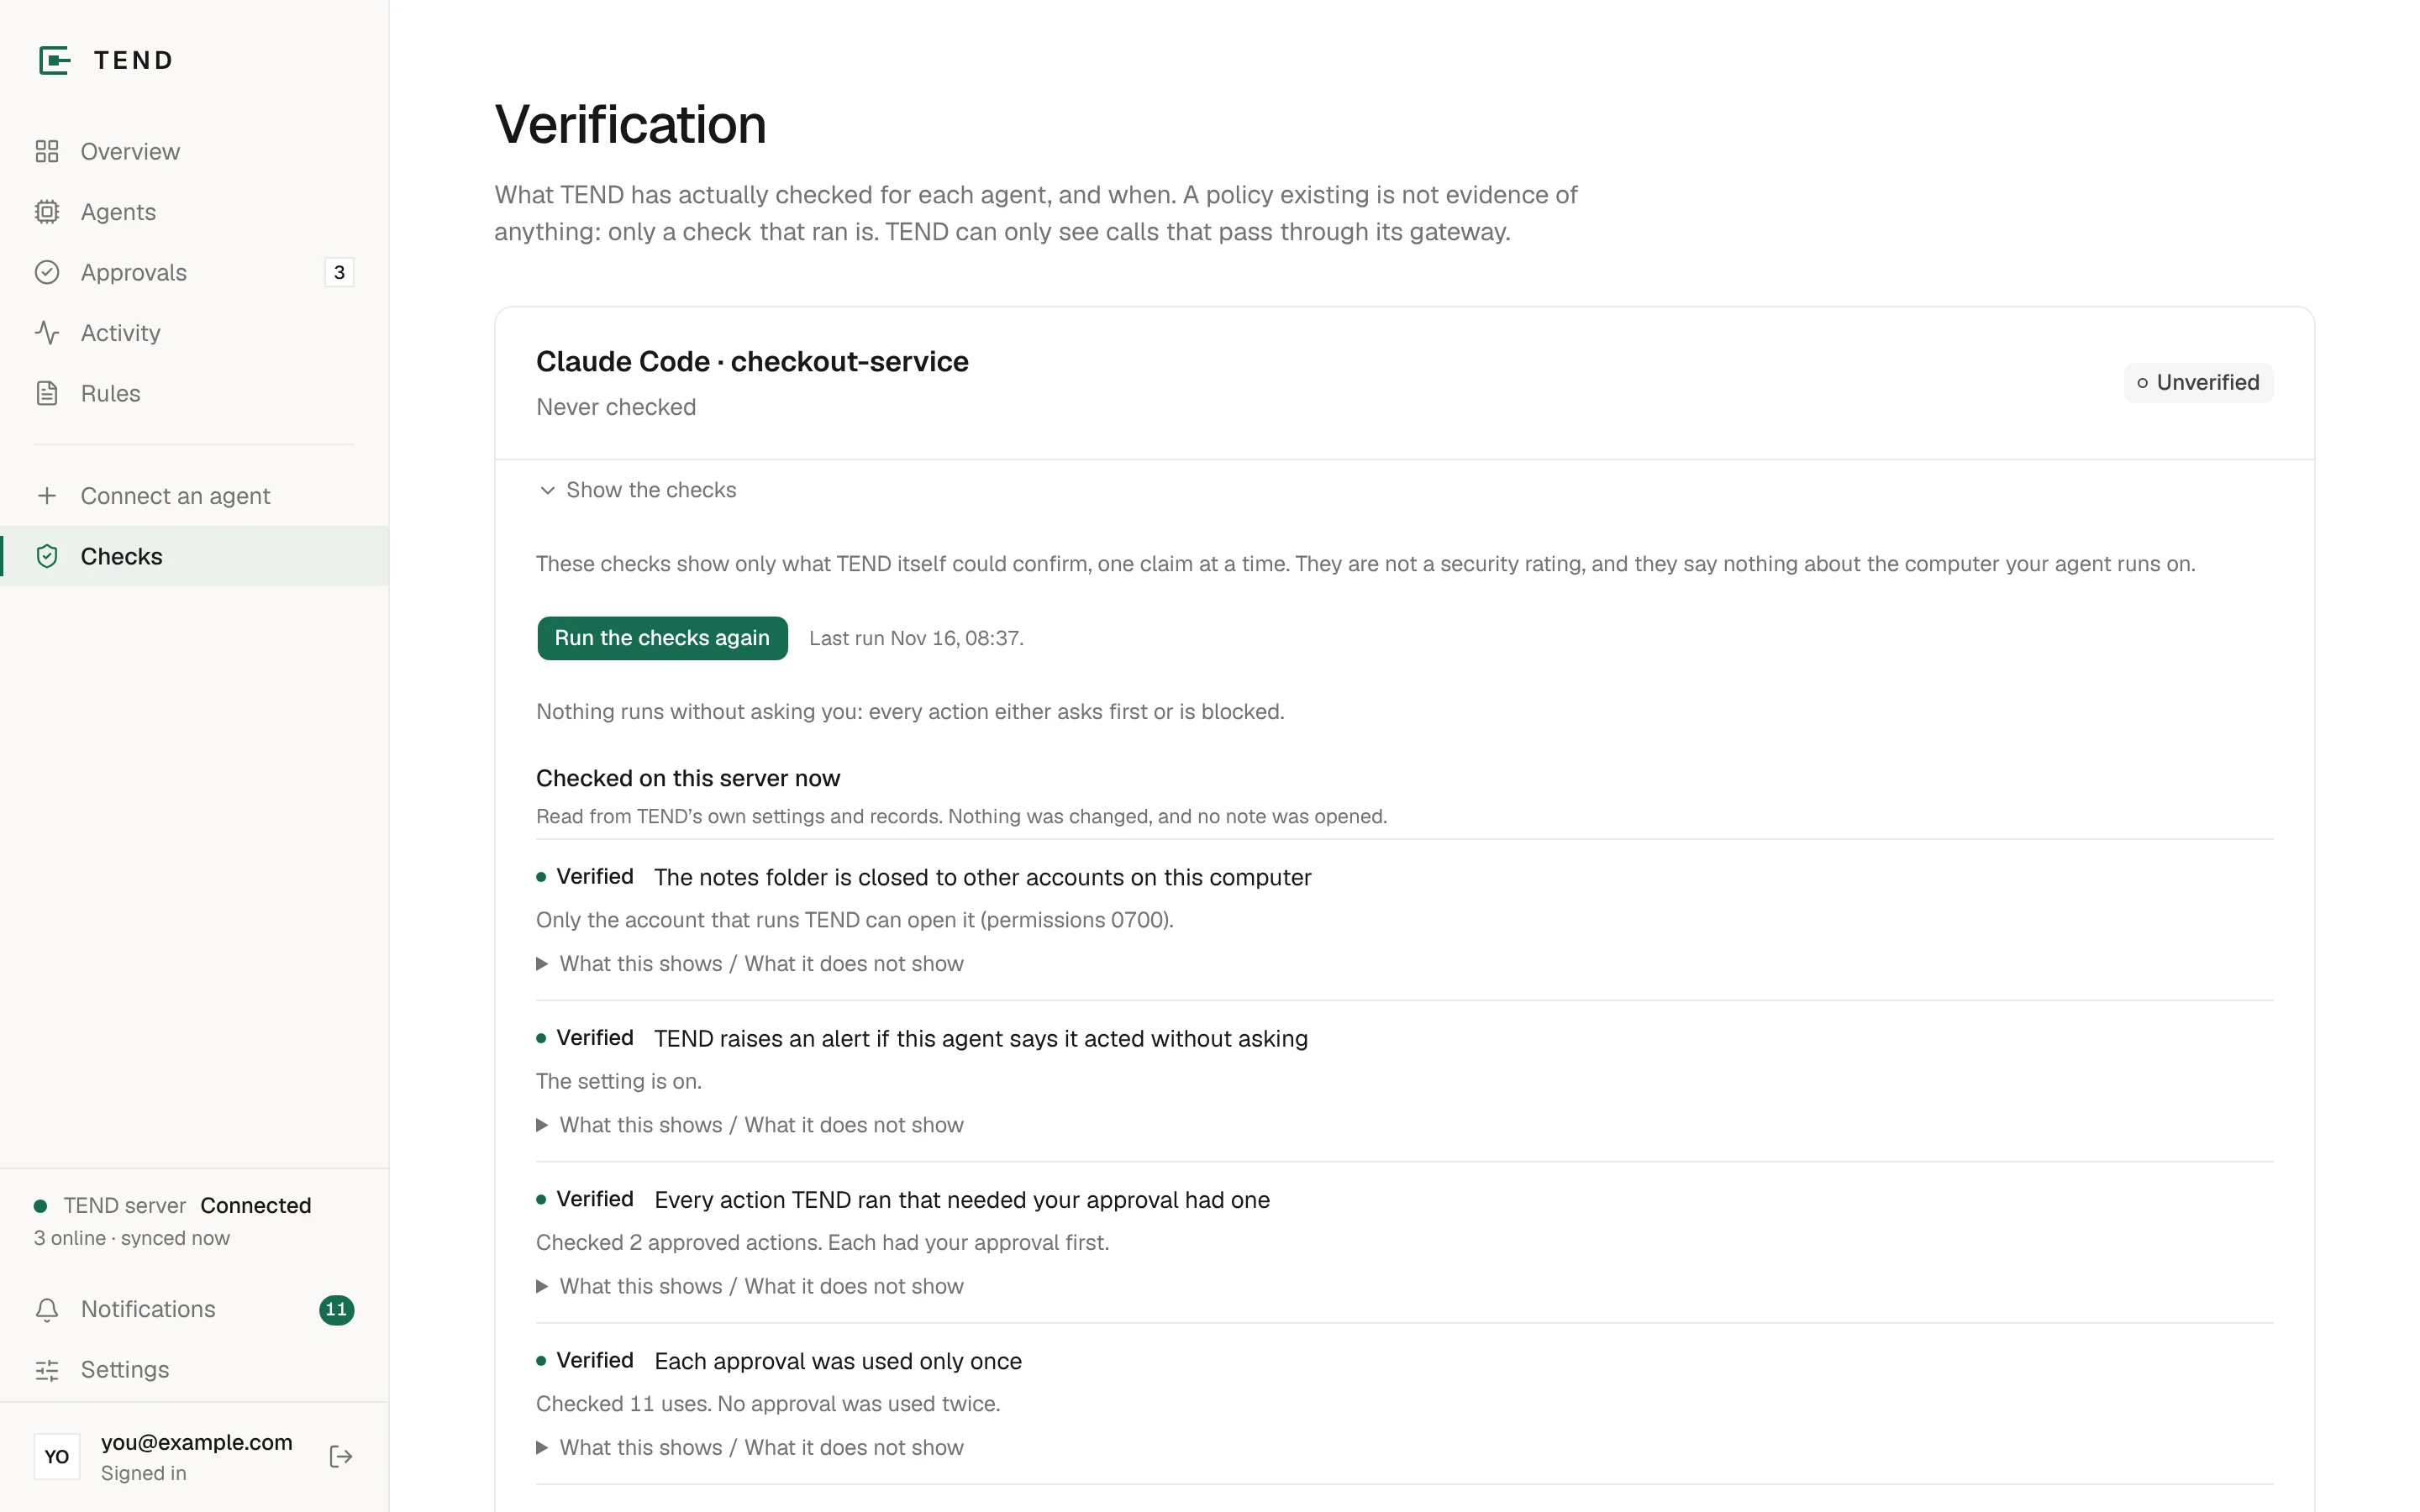 TEND
Overview
Agents
Approvals
3
Activity
Rules
Connect an agent
Checks
TEND server Connected
3 online · synced now
Notifications
11
Settings
YO
you@example.com
Signed in
Verification
What TEND has actually checked for each agent, and when. A policy existing is not evidence of
anything: only a check that ran is. TEND can only see calls that pass through its gateway.
Claude Code · checkout-service
Never checked
Unverified
Show the checks
These checks show only what TEND itself could confirm, one claim at a time. They are not a security rating, and they say nothing about the computer your agent runs on.
Run the checks again
Last run Nov 16, 08:37.
Nothing runs without asking you: every action either asks first or is blocked.
Checked on this server now
Read from TEND’s own settings and records. Nothing was changed, and no note was opened.
Verified The notes folder is closed to other accounts on this computer
Only the account that runs TEND can open it (permissions 0700).
What this shows / What it does not show
Verified TEND raises an alert if this agent says it acted without asking
The setting is on.
What this shows / What it does not show
Verified Every action TEND ran that needed your approval had one
Checked 2 approved actions. Each had your approval first.
What this shows / What it does not show
Verified Each approval was used only once
Checked 11 uses. No approval was used twice.
What this shows / What it does not show